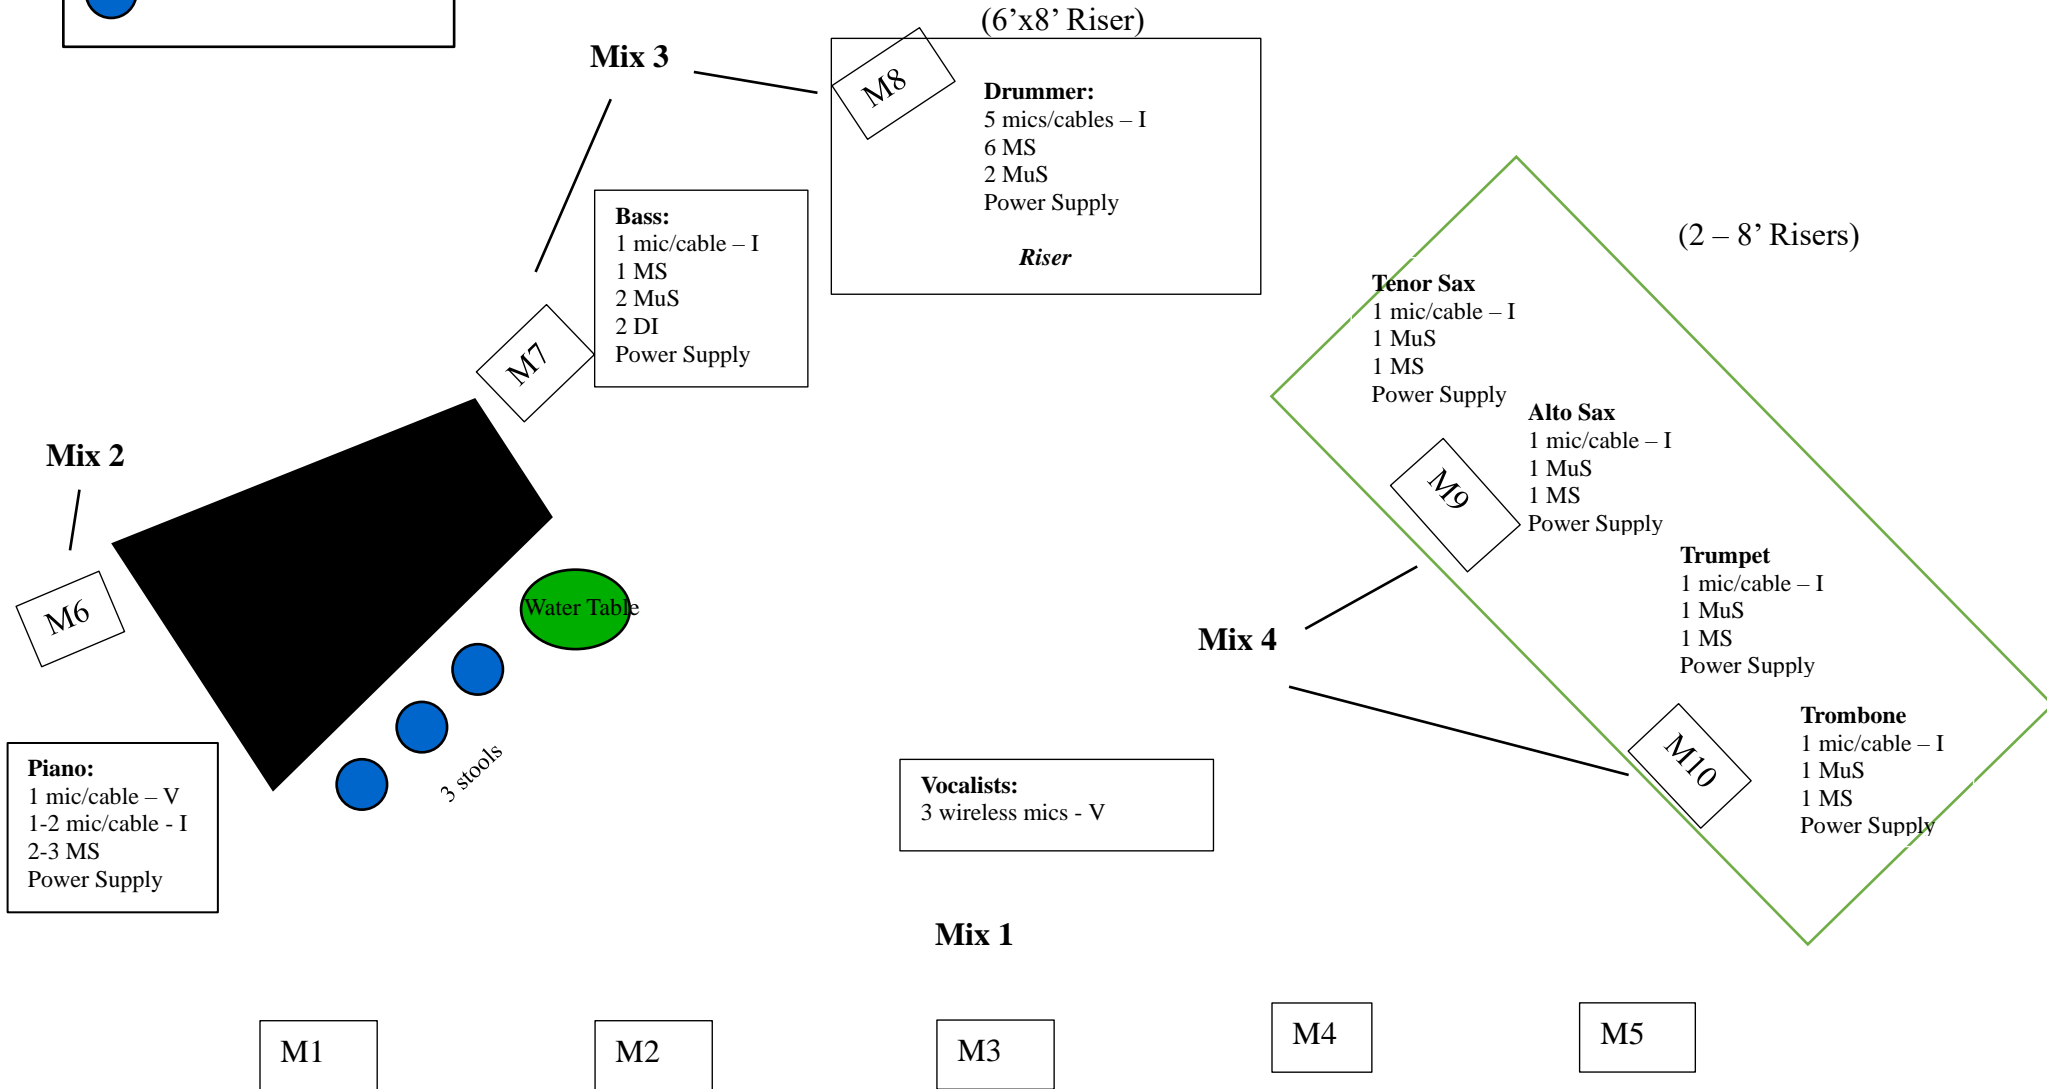 (6’x8’ Riser)
Mix 3
M8
Drummer:
5 mics/cables – I
6 MS
2 MuS
Power Supply
Riser
Bass:
1 mic/cable – I
1 MS
2 MuS
2 DI
Power Supply
M7
(2 – 8’ Risers)
Tenor Sax
1 mic/cable – I
1 MuS
1 MS
Power Supply
Alto Sax
1 mic/cable – I
1 MuS
1 MS
Power Supply
M9
Trumpet
1 mic/cable – I
1 MuS
1 MS
Power Supply
Trombone
1 mic/cable – I
1 MuS
1 MS
Power Supply
M10
Mix 4
Mix 2
M6
Water Table
3 stools
Piano:
1 mic/cable – V
1-2 mic/cable - I
2-3 MS
Power Supply
Vocalists:
3 wireless mics - V
Mix 1
M1
M2
M3
M4
M5